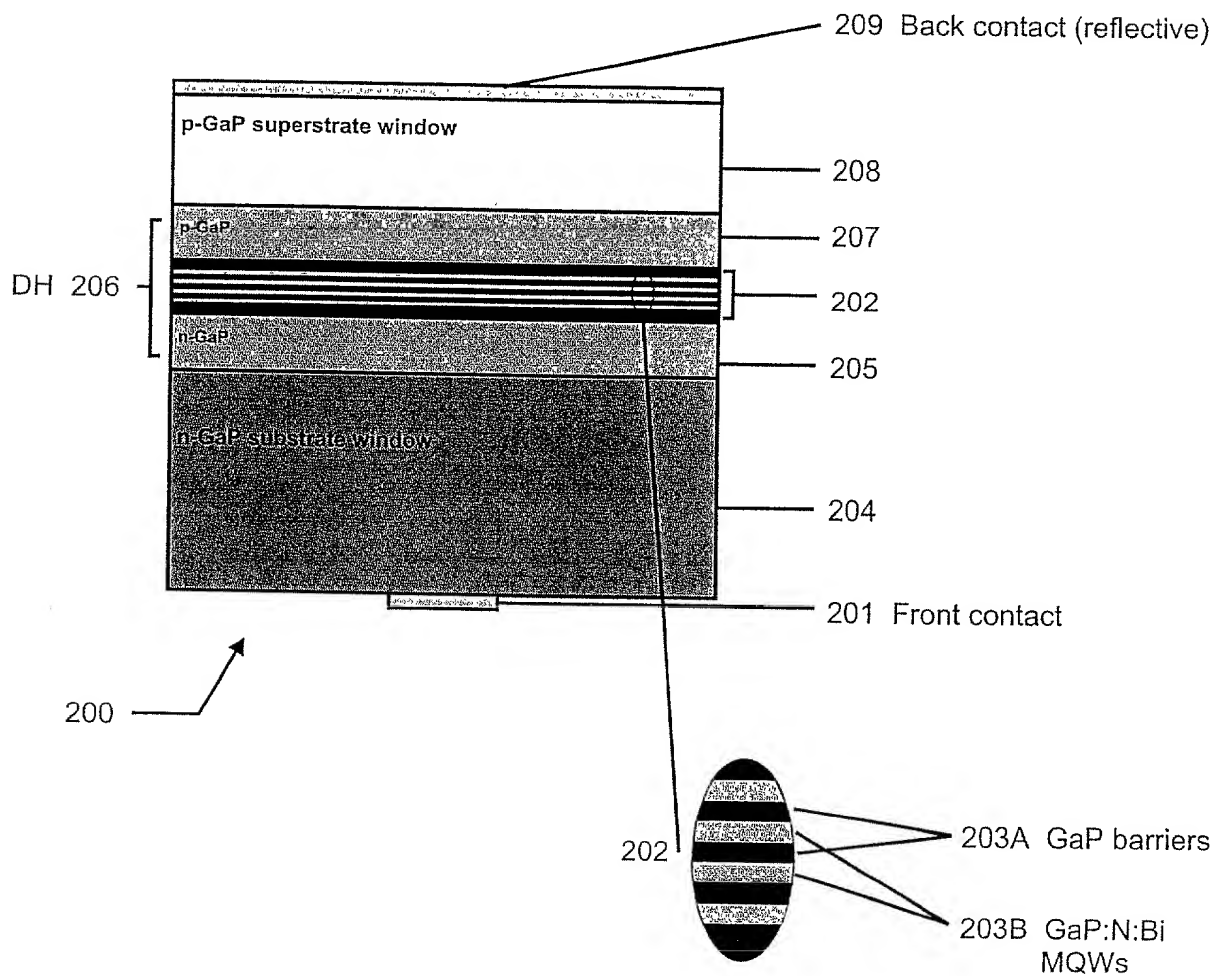 209 Back contact (reflective)
p-GaP superstrate window
208
p-GaP
207
DH 206
202
n-GaP
205
n-GaP substrate window
204
201 Front contact
200
202
203A GaP barriers
203B GaP:N:Bi
MQWs